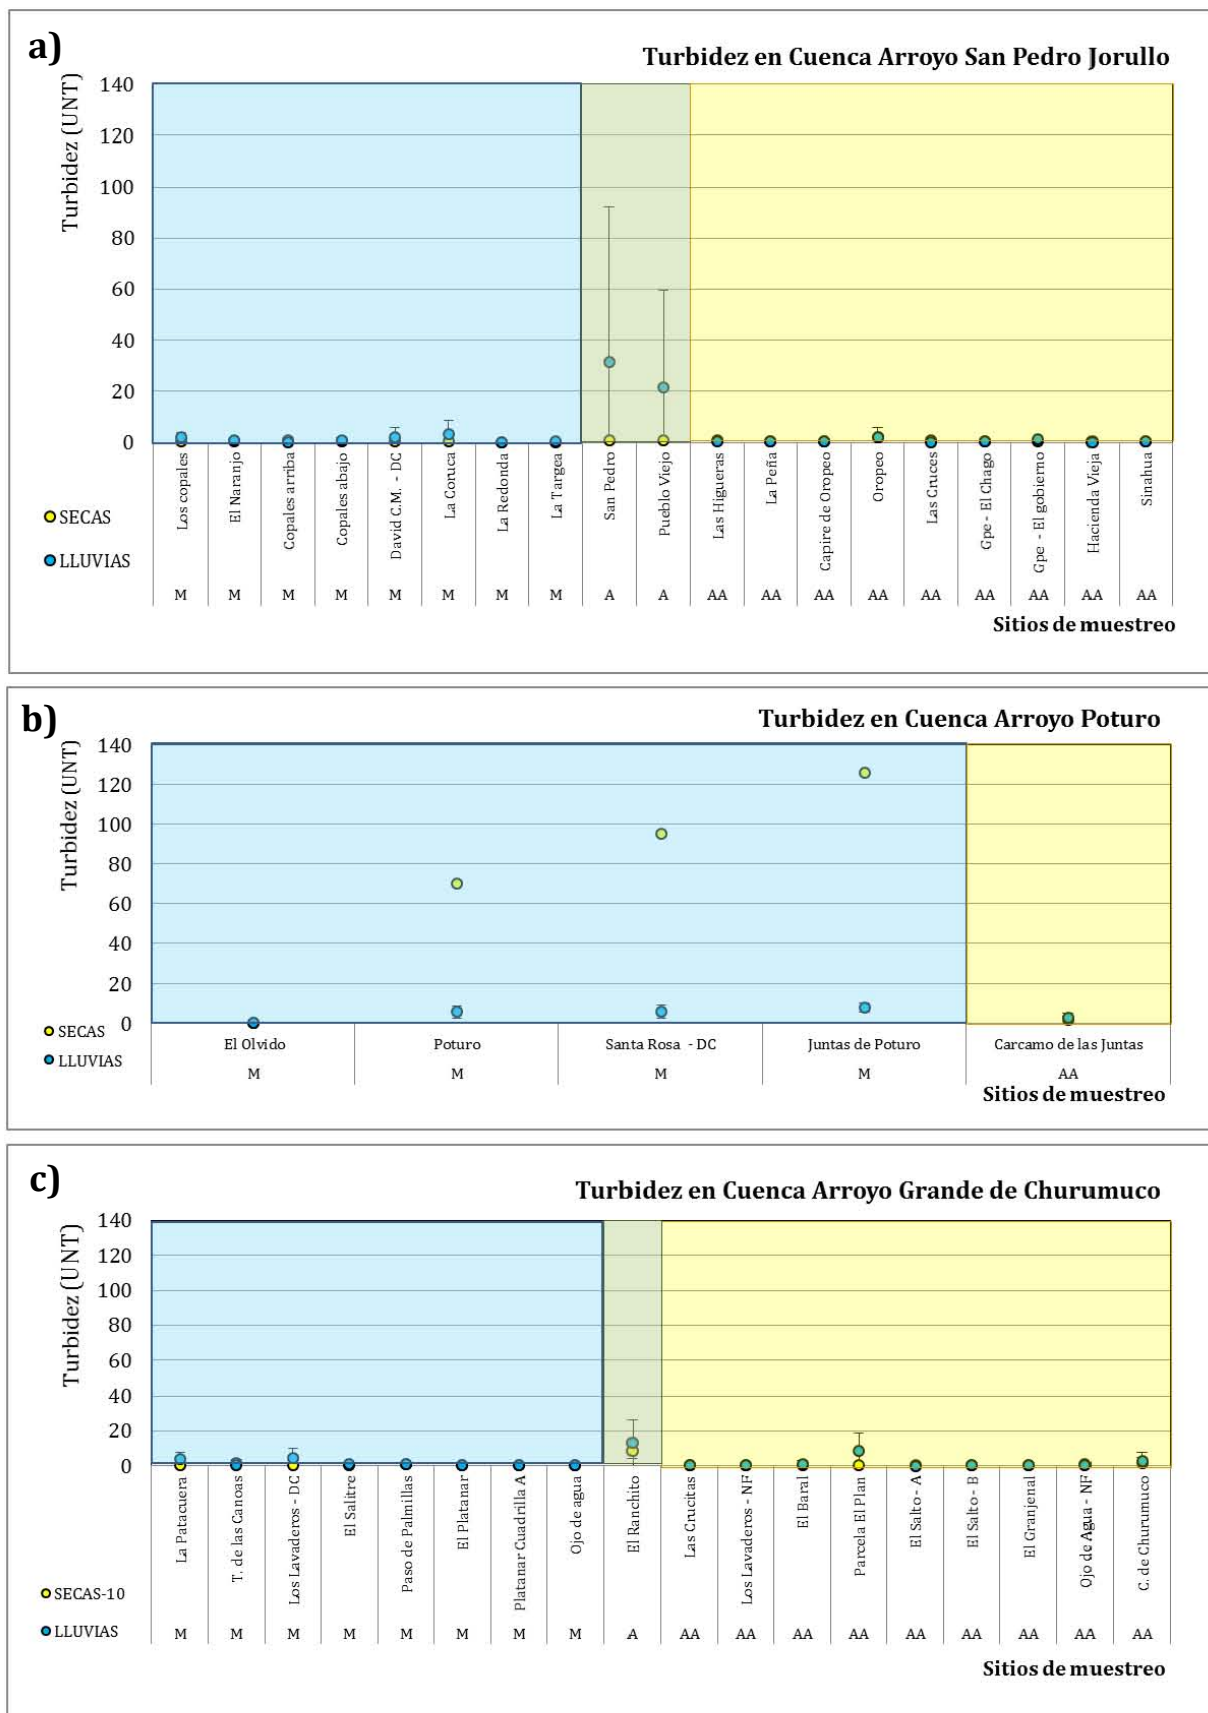 a)
Turbidez en Cuenca Arroyo San Pedro Jorullo
Turbidez (UNT)
140
120
100
80
60
40
20
0
SECAS
LLUVIAS
Los copales
El Naranjo
Copales arriba
Copales abajo
David C.M. - DC
La Coruca
La Redonda
La Targea
San Pedro
Pueblo Viejo
Las Higueras
La Peña
Capire de Oropeo
Oropeo
Las Cruces
Gpe - El Chago
Gpe - El gobierno
Hacienda Vieja
Sinahua
M M M M M M M M A A AA AA AA AA AA AA AA AA AA
Sitios de muestreo
b)
Turbidez en Cuenca Arroyo Poturo
Turbidez (UNT)
140
120
100
80
60
40
20
0
SECAS
LLUVIAS
El Olvido Poturo Santa Rosa - DC Juntas de Poturo Carcamo de las Juntas
M M M M AA
Sitios de muestreo
c)
Turbidez en Cuenca Arroyo Grande de Churumuco
Turbidez (UNT)
140
120
100
80
60
40
20
0
SECAS-10
LLUVIAS
La Patacuera
T. de las Canoas
Los Lavaderos - DC
El Salitre
Paso de Palmillas
El Platanar
Platanar Cuadrilla A
Ojo de agua
El Ranchito
Las Crucitas
Los Lavaderos - NF
El Baral
Parcela El Plan
El Salto - A
El Salto - B
El Granjenal
Ojo de Agua - NF
C. de Churumuco
M M M M M M M M A AA AA AA AA AA AA AA AA AA
Sitios de muestreo